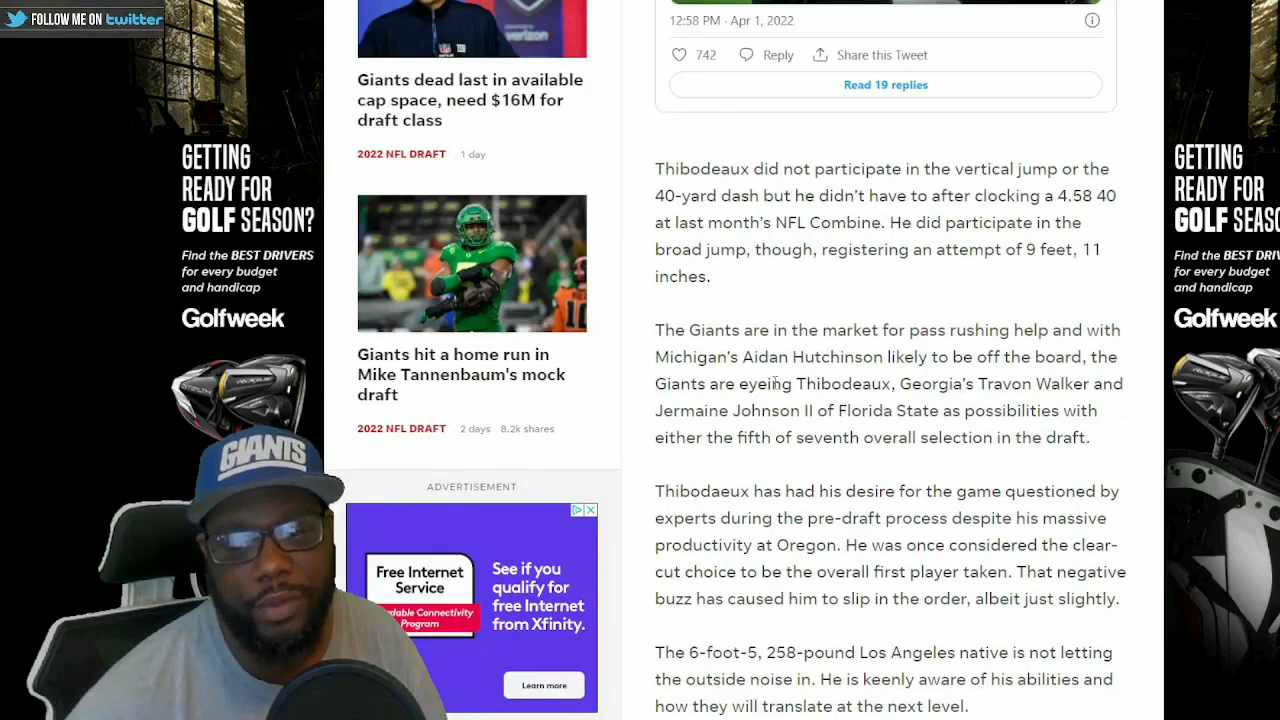 FOLLOW ME ON twitter
GETTING
READY FOR
GOLF SEASON?
Find the BEST DRIVERS
for every budget
and handicap
Golfweek
GIANTS
verizon
NFL
Giants dead last in available
cap space, need $16M for
draft class
2022 NFL DRAFT 1 day
Giants hit a home run in
Mike Tannenbaum's mock
draft
2022 NFL DRAFT 2 days 8.2k shares
ADVERTISEMENT
Free Internet
Service
dable Connectivity
Program
See if you
qualify for
free Internet
from Xfinity.
Learn more
12:58 PM · Apr 1, 2022
742 Reply Share this Tweet
Read 19 replies
Thibodeaux did not participate in the vertical jump or the
40-yard dash but he didn't have to after clocking a 4.58 40
at last month's NFL Combine. He did participate in the
broad jump, though, registering an attempt of 9 feet, 11
inches.
The Giants are in the market for pass rushing help and with
Michigan's Aidan Hutchinson likely to be off the board, the
Giants are eyeing Thibodeaux, Georgia's Travon Walker and
Jermaine Johnson II of Florida State as possibilities with
either the fifth of seventh overall selection in the draft.
Thibodaeux has had his desire for the game questioned by
experts during the pre-draft process despite his massive
productivity at Oregon. He was once considered the clear-
cut choice to be the overall first player taken. That negative
buzz has caused him to slip in the order, albeit just slightly.
The 6-foot-5, 258-pound Los Angeles native is not letting
the outside noise in. He is keenly aware of his abilities and
how they will translate at the next level.
GETTING
READY FOR
GOLF SEASON
Find the BEST DRI
for every budget
and handicap
Golfweek